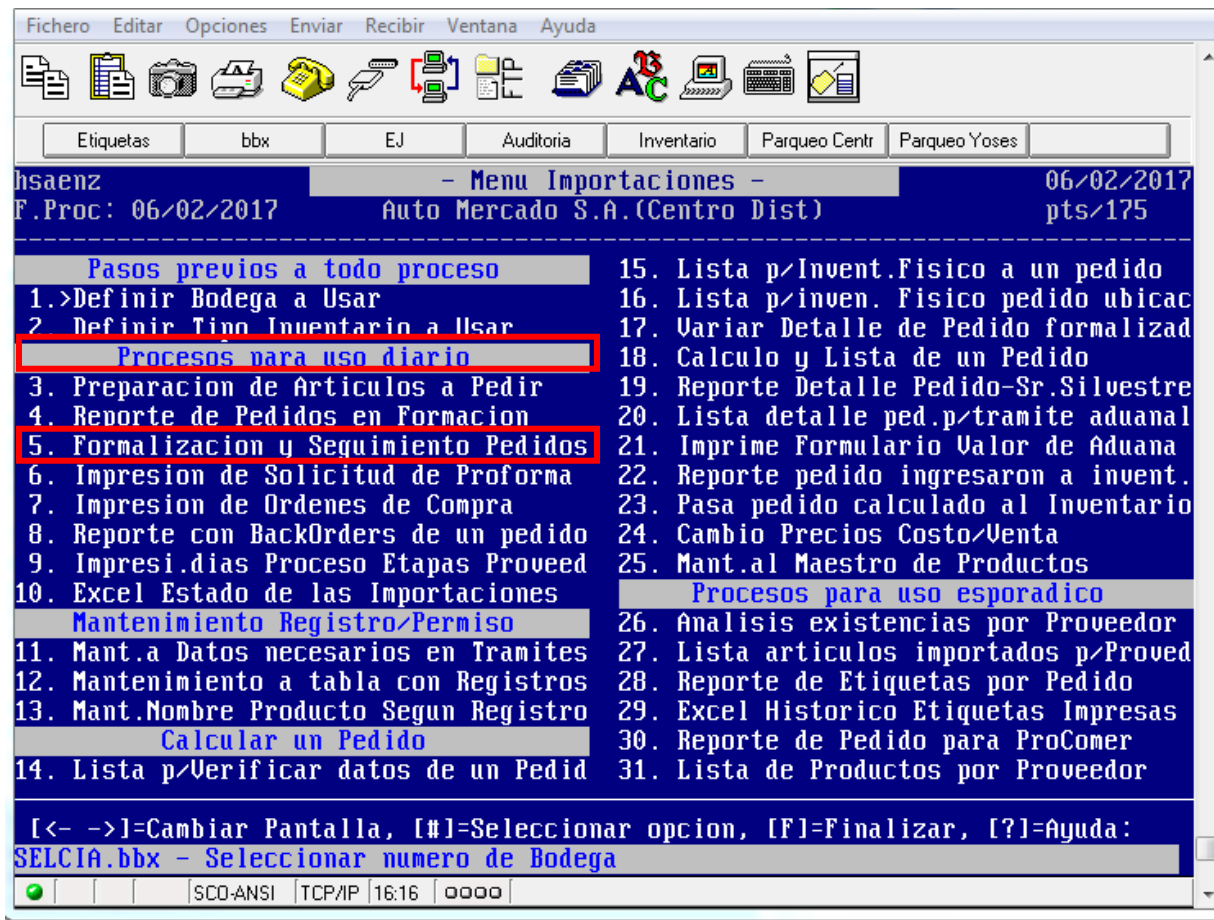 Fichero Editar Opciones Enviar Recibir Ventana Ayuda
FTP
ABC
Etiquetas bbx EJ Auditoria Inventario Parqueo Centr Parqueo Yoses
hsaenz - Menu Importaciones - 06/02/2017
F.Proc: 06/02/2017 Auto Mercado S.A.(Centro Dist) pts/175
Pasos previos a todo proceso
1.>Definir Bodega a Usar
2. Definir Tipo Inventario a Usar
Procesos para uso diario
3. Preparacion de Articulos a Pedir
4. Reporte de Pedidos en Formacion
5. Formalizacion y Seguimiento Pedidos
6. Impresion de Solicitud de Proforma
7. Impresion de Ordenes de Compra
8. Reporte con BackOrders de un pedido
9. Impresi.dias Proceso Etapas Proveed
10. Excel Estado de las Importaciones
Mantenimiento Registro/Permiso
11. Mant.a Datos necesarios en Tramites
12. Mantenimiento a tabla con Registros
13. Mant.Nombre Producto Segun Registro
Calcular un Pedido
14. Lista p/Verificar datos de un Pedid
15. Lista p/Invent.Fisico a un pedido
16. Lista p/inven. Fisico pedido ubicac
17. Variar Detalle de Pedido formalizad
18. Calculo y Lista de un Pedido
19. Reporte Detalle Pedido-Sr.Silvestre
20. Lista detalle ped.p/tramite aduanal
21. Imprime Formulario Valor de Aduana
22. Reporte pedido ingresaron a invent.
23. Pasa pedido calculado al Inventario
24. Cambio Precios Costo/Venta
25. Mant.al Maestro de Productos
Procesos para uso esporadico
26. Analisis existencias por Proveedor
27. Lista articulos importados p/Proved
28. Reporte de Etiquetas por Pedido
29. Excel Historico Etiquetas Impresas
30. Reporte de Pedido para ProComer
31. Lista de Productos por Proveedor
[<- ->]=Cambiar Pantalla, [#]=Seleccionar opcion, [F]=Finalizar, [?]=Ayuda:
SELCIA.bbx - Seleccionar numero de Bodega
SCO-ANSI TCP/IP 16:16